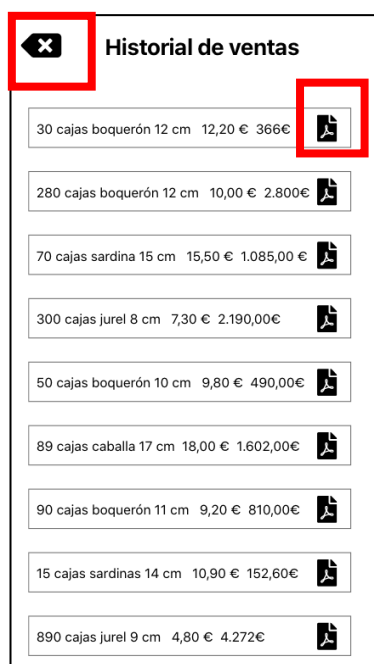 Historial de ventas
30 cajas boquerón 12 cm 12,20 € 366€
280 cajas boquerón 12 cm 10,00 € 2.800€
70 cajas sardina 15 cm 15,50 € 1.085,00 €
300 cajas jurel 8 cm 7,30 € 2.190,00€
50 cajas boquerón 10 cm 9,80 € 490,00€
89 cajas caballa 17 cm 18,00 € 1.602,00€
90 cajas boquerón 11 cm 9,20 € 810,00€
15 cajas sardinas 14 cm 10,90 € 152,60€
890 cajas jurel 9 cm 4,80 € 4.272€